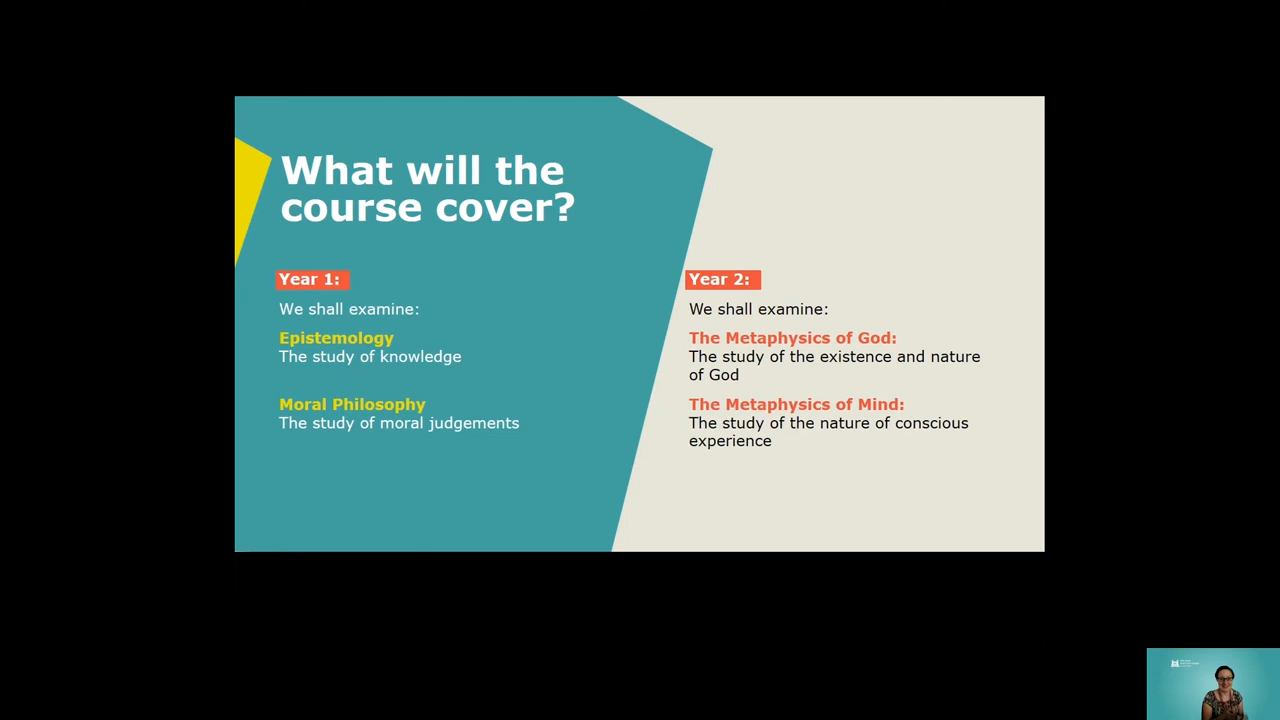 What will the
course cover?
Year 1:
We shall examine:
Epistemology
The study of knowledge
Moral Philosophy
The study of moral judgements
Year 2:
We shall examine:
The Metaphysics of God:
The study of the existence and nature
of God
The Metaphysics of Mind:
The study of the nature of conscious
experience